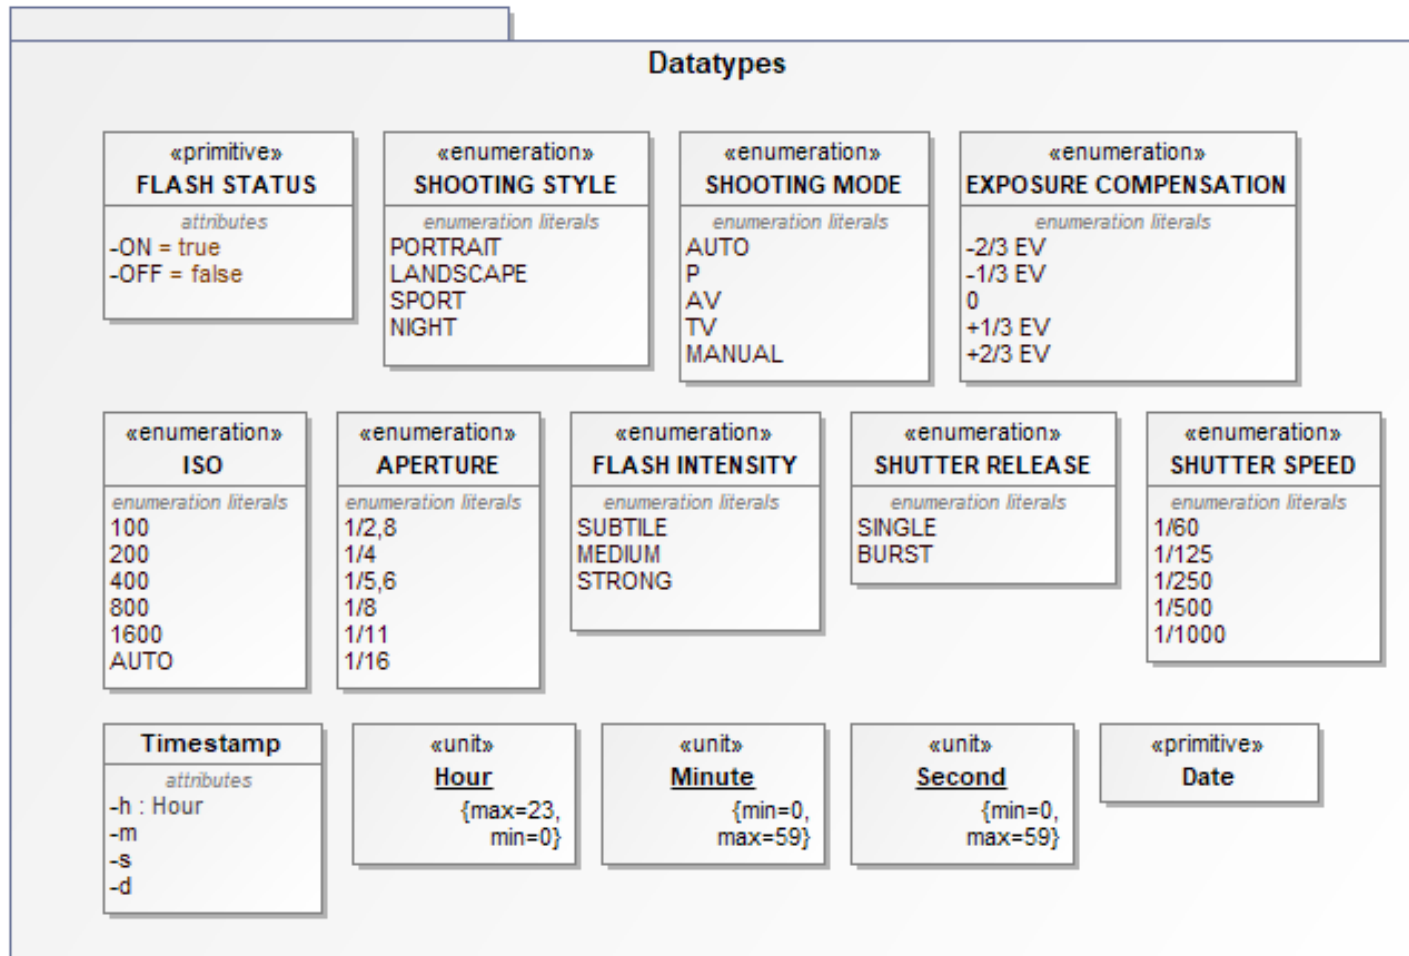 Datatypes
«primitive»
FLASH STATUS
attributes
-ON = true
-OFF = false
«enumeration»
SHOOTING STYLE
enumeration literals
PORTRAIT
LANDSCAPE
SPORT
NIGHT
«enumeration»
SHOOTING MODE
enumeration literals
AUTO
P
AV
TV
MANUAL
«enumeration»
EXPOSURE COMPENSATION
enumeration literals
-2/3 EV
-1/3 EV
0
+1/3 EV
+2/3 EV
«enumeration»
ISO
enumeration literals
100
200
400
800
1600
AUTO
«enumeration»
APERTURE
enumeration literals
1/2,8
1/4
1/5,6
1/8
1/11
1/16
«enumeration»
FLASH INTENSITY
enumeration literals
SUBTILE
MEDIUM
STRONG
«enumeration»
SHUTTER RELEASE
enumeration literals
SINGLE
BURST
«enumeration»
SHUTTER SPEED
enumeration literals
1/60
1/125
1/250
1/500
1/1000
Timestamp
attributes
-h : Hour
-m
-s
-d
«unit»
Hour
{max=23,
min=0}
«unit»
Minute
{min=0,
max=59}
«unit»
Second
{min=0,
max=59}
«primitive»
Date